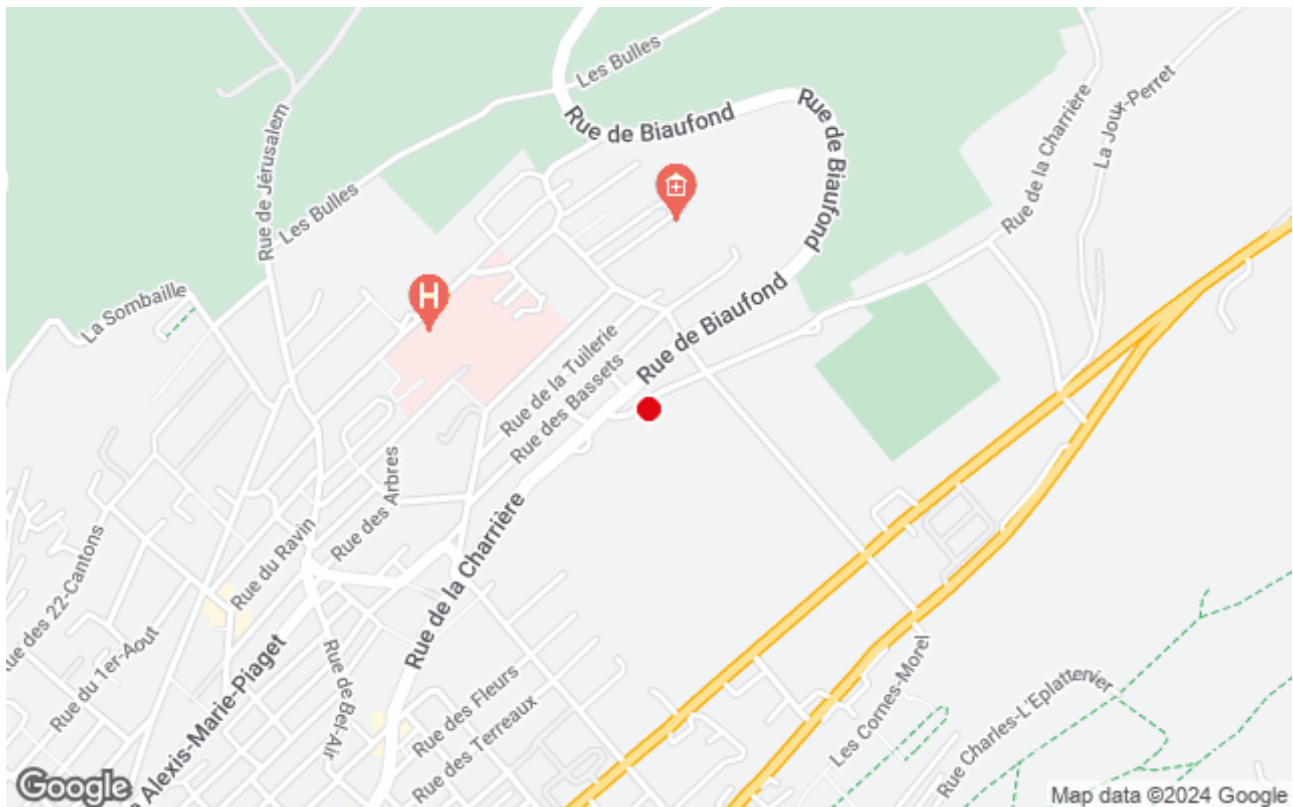 Les Bulles
Rue de Biaufond
Rue de Biaufond
Rue de la Charrière
La Joux-Perret
Rue de Jérusalem
Les Bulles
H
La Sombaille
Rue de Biaufond
Rue de la Tuilerie
Rue des Bassets
Rue des Arbres
Rue du Ravin
Rue de la Charrière
ue des 22-Cantons
Rue du 1er-Aout
Alexis-Marie-Piaget
Rue de Bel-Air
Rue des Fleurs
Rue des Terreaux
Les Cornes-Morel
Rue Charles-L'Eplattenier
Google
Map data ©2024 Google